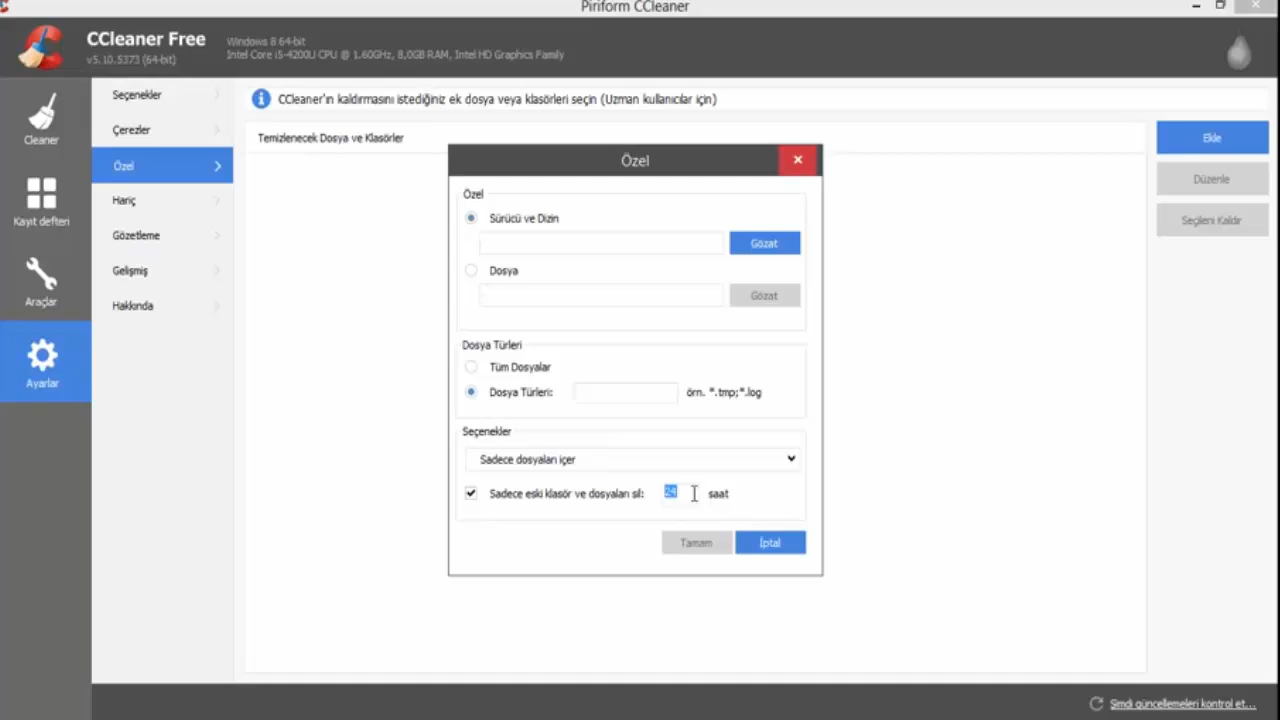 Piriform CCleaner
CCleaner Free
v5.10.5373 (64-bit)
Windows 8 64-bit
Intel Core i5-4200U CPU @ 1.60GHz, 8,0GB RAM, Intel HD Graphics Family
Cleaner
Kayıt defteri
Araçlar
Ayarlar
Seçenekler
Çerezler
Özel
Hariç
Gözetleme
Gelişmiş
Hakkında
CCleaner'ın kaldırmasını istediğiniz ek dosya veya klasörleri seçin (Uzman kullanıcılar için)
Temizlenecek Dosya ve Klasörler
Ekle
Düzenle
Seçileni Kaldır
Özel
Özel
Sürücü ve Dizin
Gözat
Dosya
Gözat
Dosya Türleri
Tüm Dosyalar
Dosya Türleri: örn. *.tmp;*.log
Seçenekler
Sadece dosyaları içer
Sadece eski klasör ve dosyaları sil: 24 saat
Tamam İptal
Şimdi güncellemeleri kontrol et...